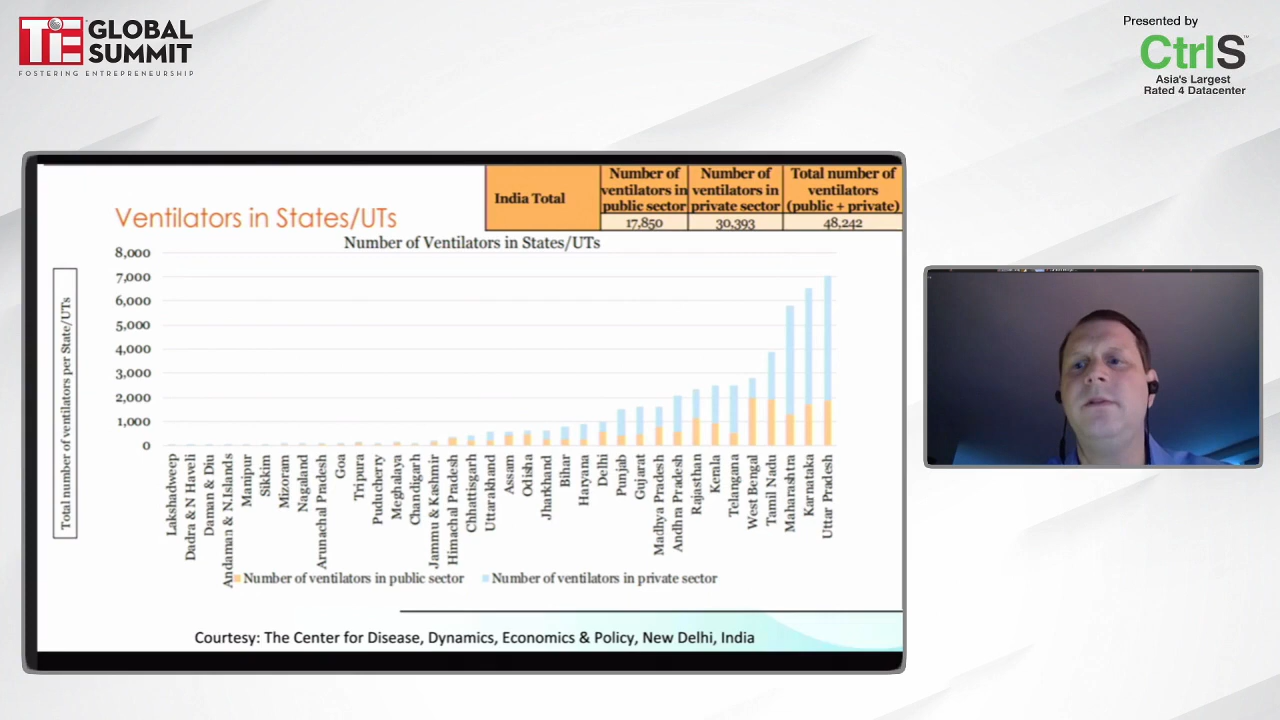 TiE GLOBAL
SUMMIT
FOSTERING ENTREPRENEURSHIP
Presented by
CtrlS
Asia's Largest
Rated 4 Datacenter
Ventilators in States/UTs
India Total
Number of ventilators in public sector
Number of ventilators in private sector
Total number of ventilators (public + private)
17,850
30,393
48,242
Number of Ventilators in States/UTs
Total number of ventilators per State/UTs
8,000
7,000
6,000
5,000
4,000
3,000
2,000
1,000
0
Lakshadweep
Dadra & N Haveli
Daman & Diu
Andaman & N.Islands
Manipur
Sikkim
Mizoram
Nagaland
Arunachal Pradesh
Goa
Tripura
Puducherry
Meghalaya
Chandigarh
Jammu & Kashmir
Himachal Pradesh
Chhattisgarh
Uttarakhand
Assam
Odisha
Jharkhand
Bihar
Haryana
Delhi
Punjab
Gujarat
Madhya Pradesh
Andhra Pradesh
Rajasthan
Kerala
Telangana
West Bengal
Tamil Nadu
Maharashtra
Karnataka
Uttar Pradesh
Number of ventilators in public sector
Number of ventilators in private sector
Courtesy: The Center for Disease, Dynamics, Economics & Policy, New Delhi, India